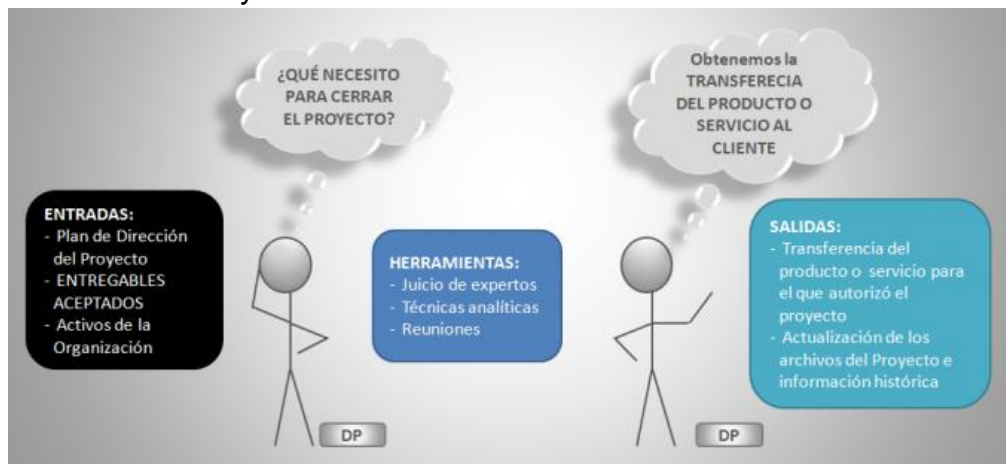 y
¿QUÉ NECESITO
PARA CERRAR
EL PROYECTO?
Obtenemos la
TRANSFERECIA
DEL PRODUCTO O
SERVICIO AL
CLIENTE
ENTRADAS:
- Plan de Dirección
del Proyecto
- ENTREGABLES
ACEPTADOS
- Activos de la
Organización
HERRAMIENTAS:
- Juicio de expertos
- Técnicas analíticas
- Reuniones
SALIDAS:
- Transferencia del
producto o servicio para
el que autorizó el
proyecto
- Actualización de los
archivos del Proyecto e
información histórica
DP
DP